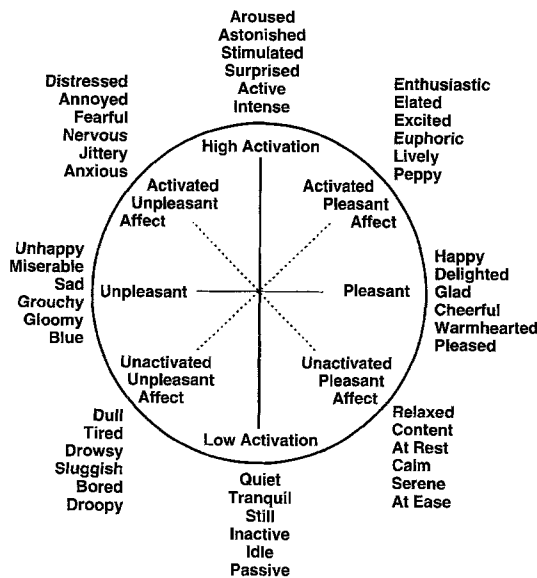 Aroused
Astonished
Stimulated
Surprised
Active
Intense
Distressed
Annoyed
Fearful
Nervous
Jittery
Anxious
Enthusiastic
Elated
Excited
Euphoric
Lively
Peppy
High Activation
Activated
Unpleasant
Affect
Activated
Pleasant
Affect
Unhappy
Miserable
Sad
Grouchy
Gloomy
Blue
Unpleasant
Pleasant
Happy
Delighted
Glad
Cheerful
Warmhearted
Pleased
Unactivated
Unpleasant
Affect
Unactivated
Pleasant
Affect
Low Activation
Dull
Tired
Drowsy
Sluggish
Bored
Droopy
Relaxed
Content
At Rest
Calm
Serene
At Ease
Quiet
Tranquil
Still
Inactive
Idle
Passive